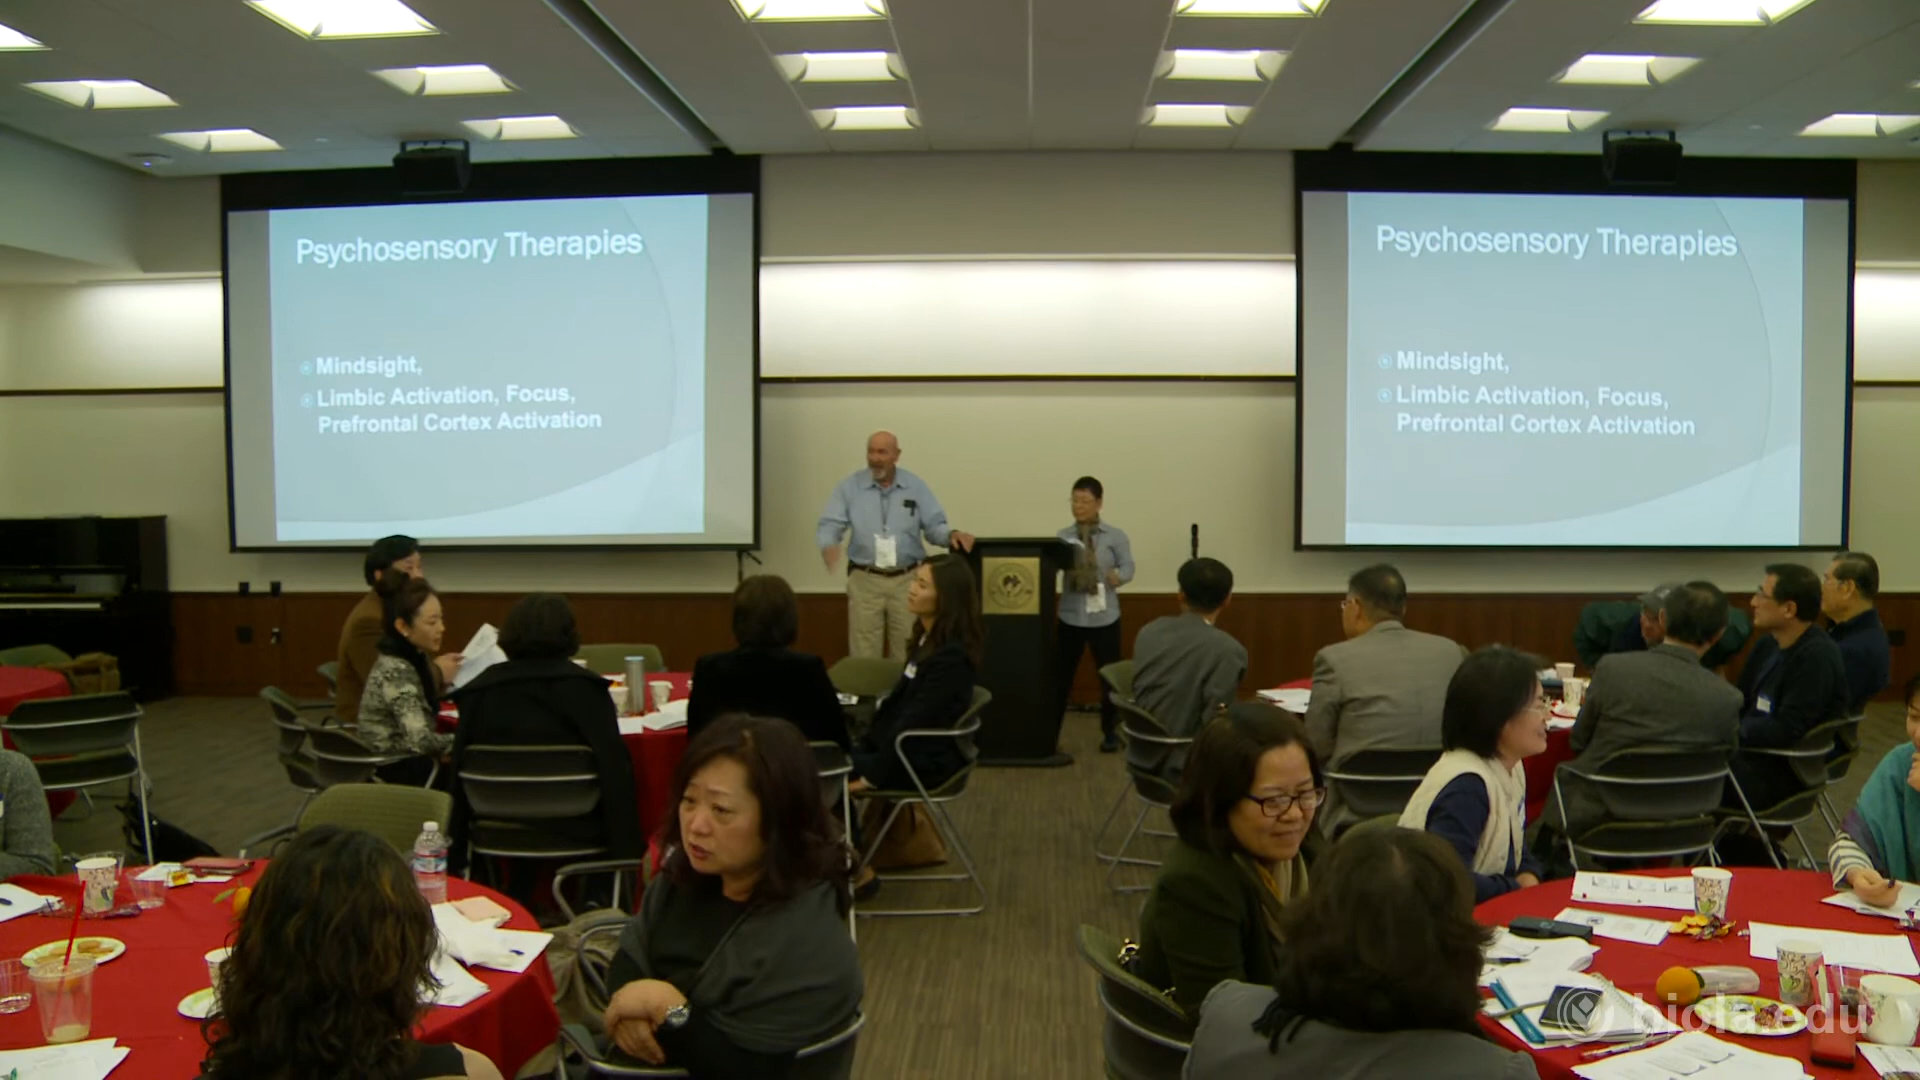 Psychosensory Therapies
Mindsight,
Limbic Activation, Focus,
Prefrontal Cortex Activation
Psychosensory Therapies
Mindsight,
Limbic Activation, Focus,
Prefrontal Cortex Activation
biola.edu